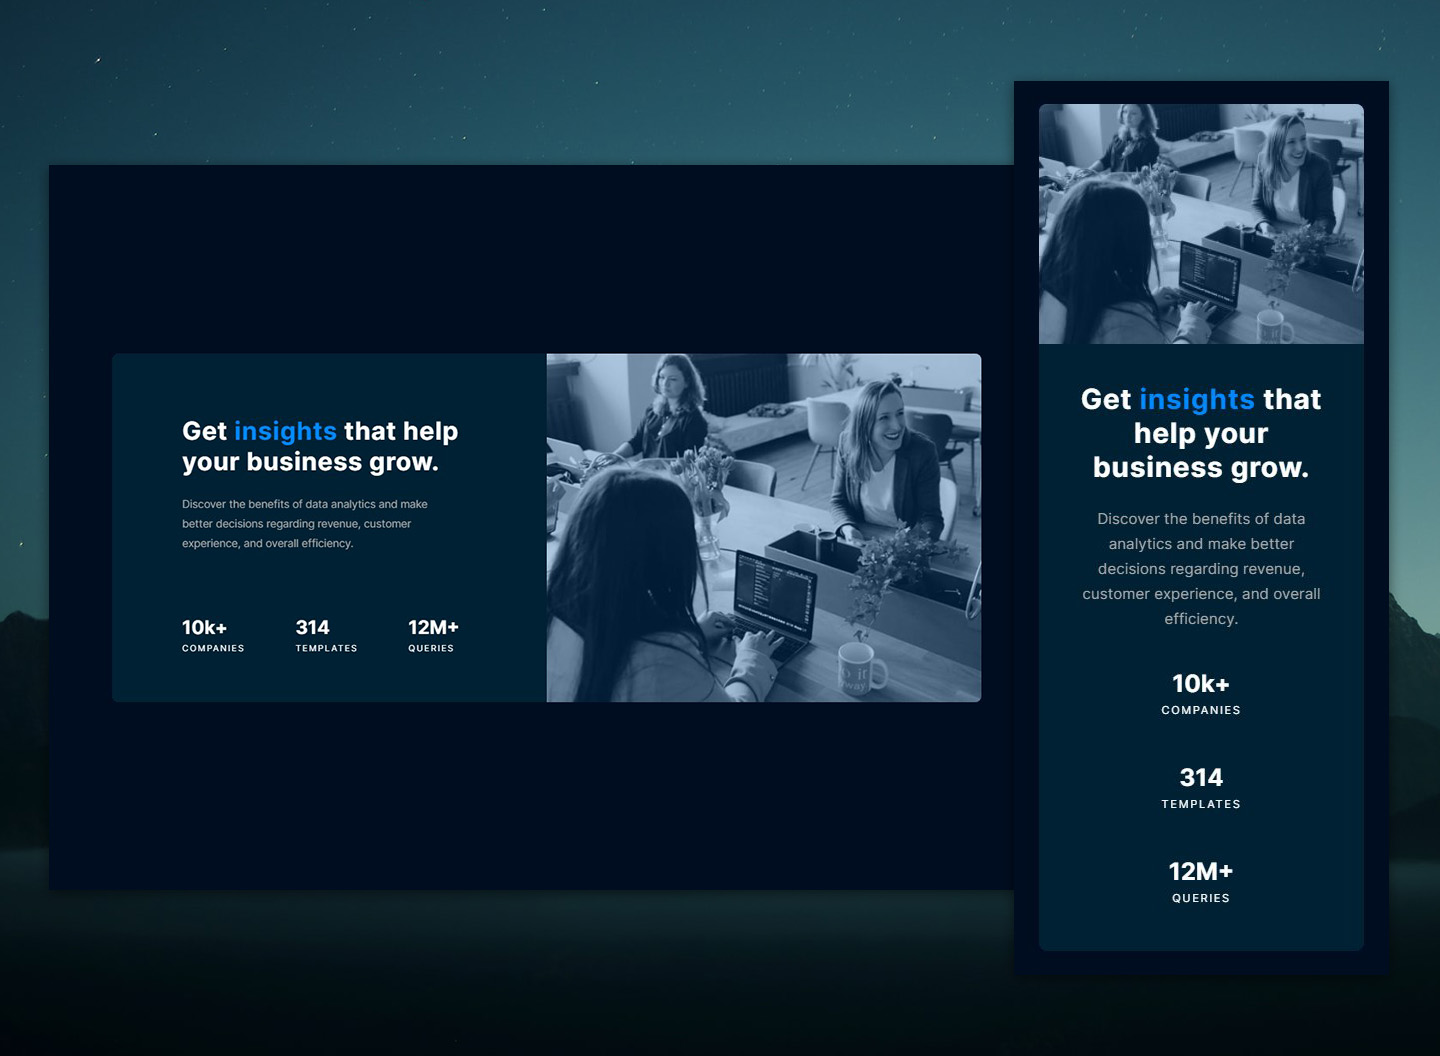 Get insights that help
your business grow.
Discover the benefits of data analytics and make
better decisions regarding revenue, customer
experience, and overall efficiency.
10k+
COMPANIES
314
TEMPLATES
12M+
QUERIES
Get insights that
help your
business grow.
Discover the benefits of data
analytics and make better
decisions regarding revenue,
customer experience, and overall
efficiency.
10k+
COMPANIES
314
TEMPLATES
12M+
QUERIES